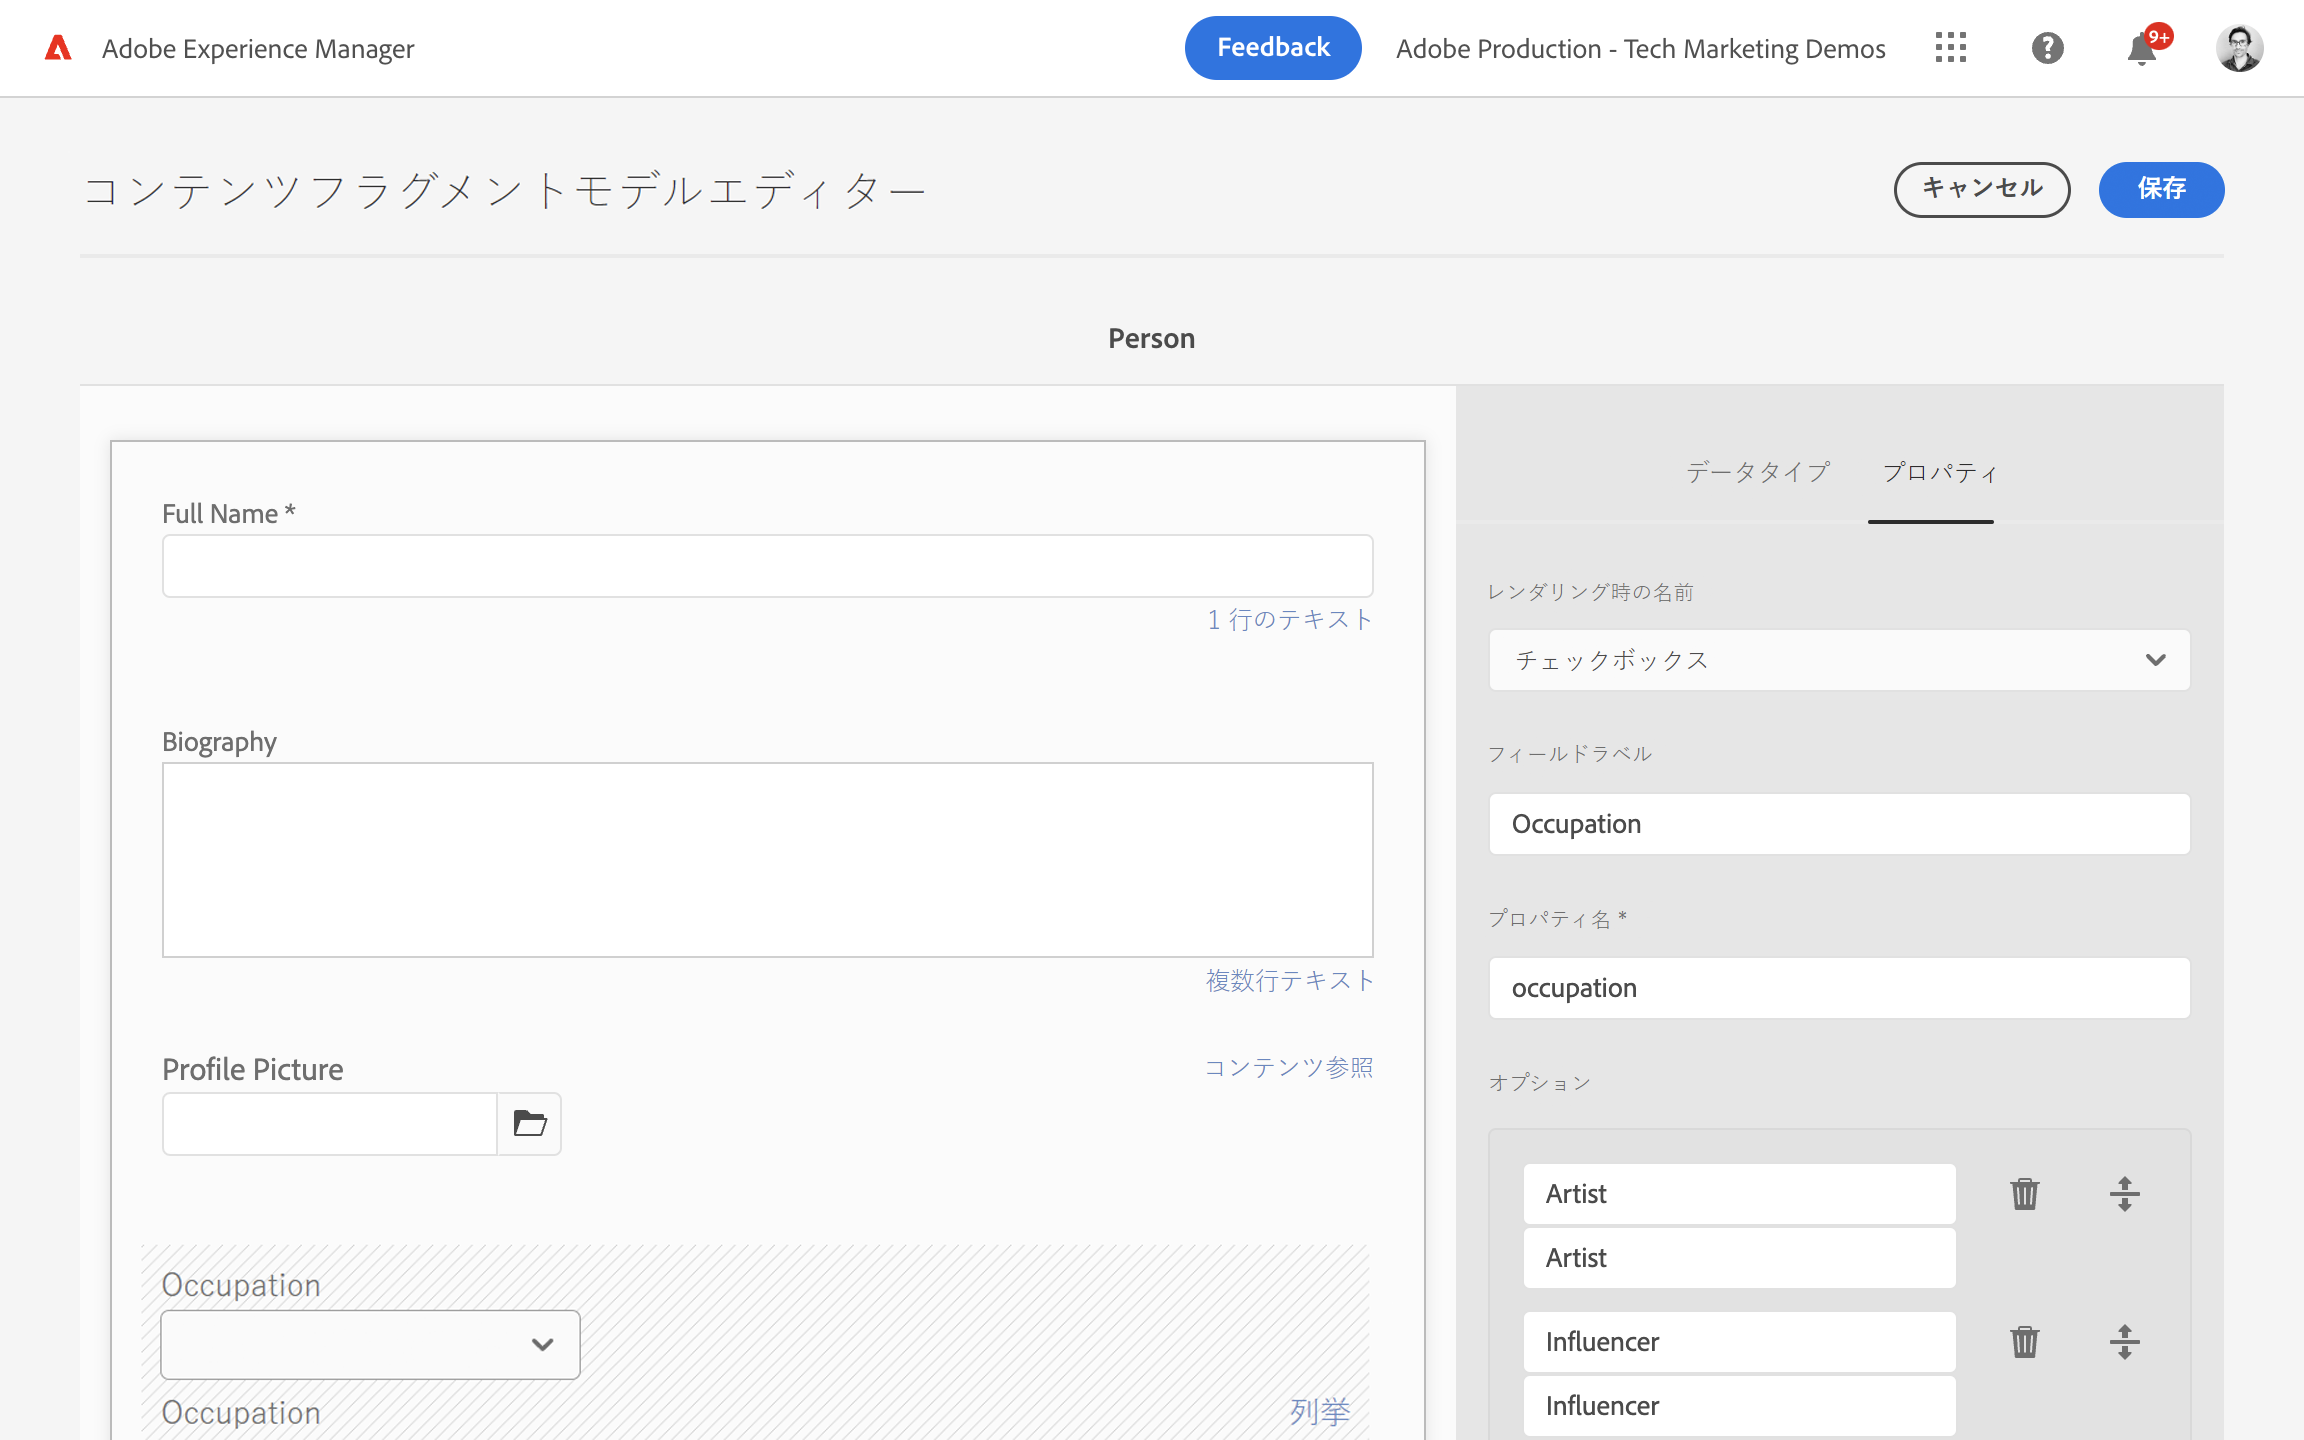 Adobe Experience Manager
Feedback
Adobe Production - Tech Marketing Demos
9+
コンテンツフラグメントモデルエディター
キャンセル
保存
Person
Full Name *
1 行のテキスト
Biography
複数行テキスト
Profile Picture
コンテンツ参照
Occupation
Occupation
列挙
データタイプ
プロパティ
レンダリング時の名前
チェックボックス
フィールドラベル
Occupation
プロパティ名 *
occupation
オプション
Artist
Artist
Influencer
Influencer